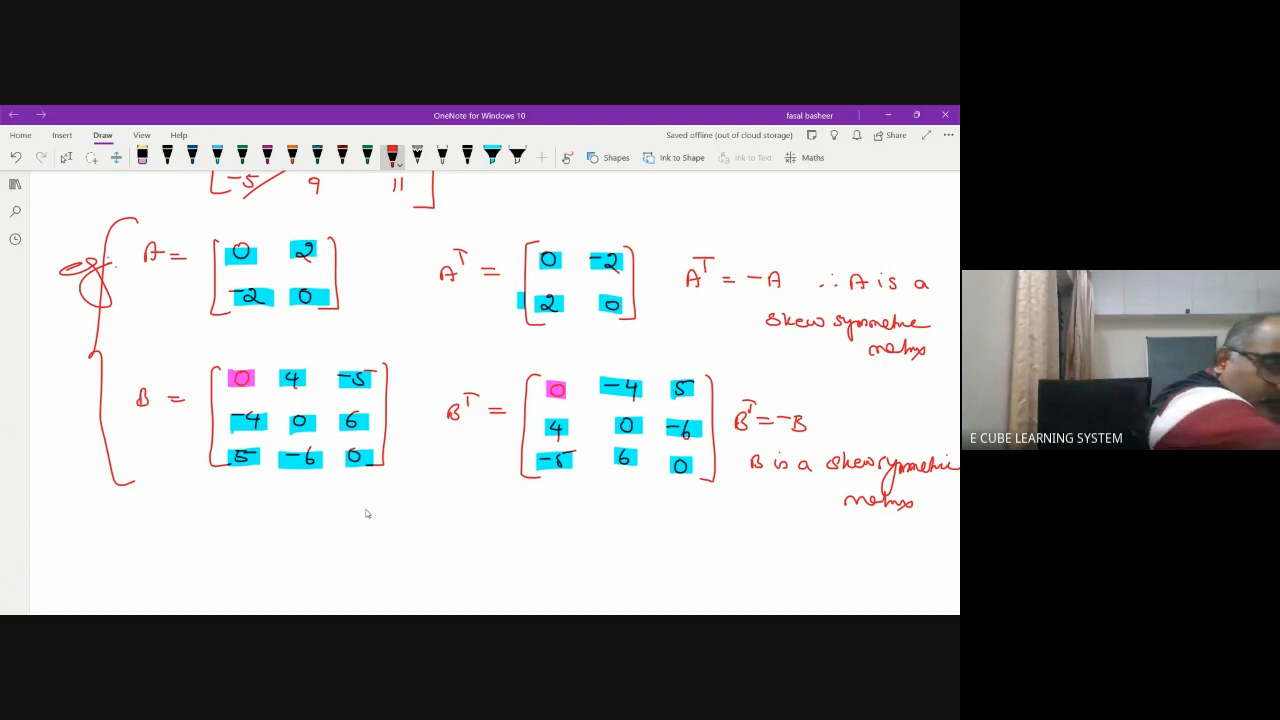 OneNote for Windows 10
fasal basheer
Home Insert Draw View Help
Saved offline (out of cloud storage)
Share
Shapes
Ink to Shape
Ink to Text
Maths
-5 9 11
eg:
A = [0 2
-2 0]
A^T = [0 -2
2 0]
A^T = -A ∴ A is a
skew symmetric
matrix
B = [0 4 -5
-4 0 6
5 -6 0]
B^T = [0 -4 5
4 0 -6
-5 6 0]
B^T = -B
B is a skew symmetric
matrix
E CUBE LEARNING SYSTEM